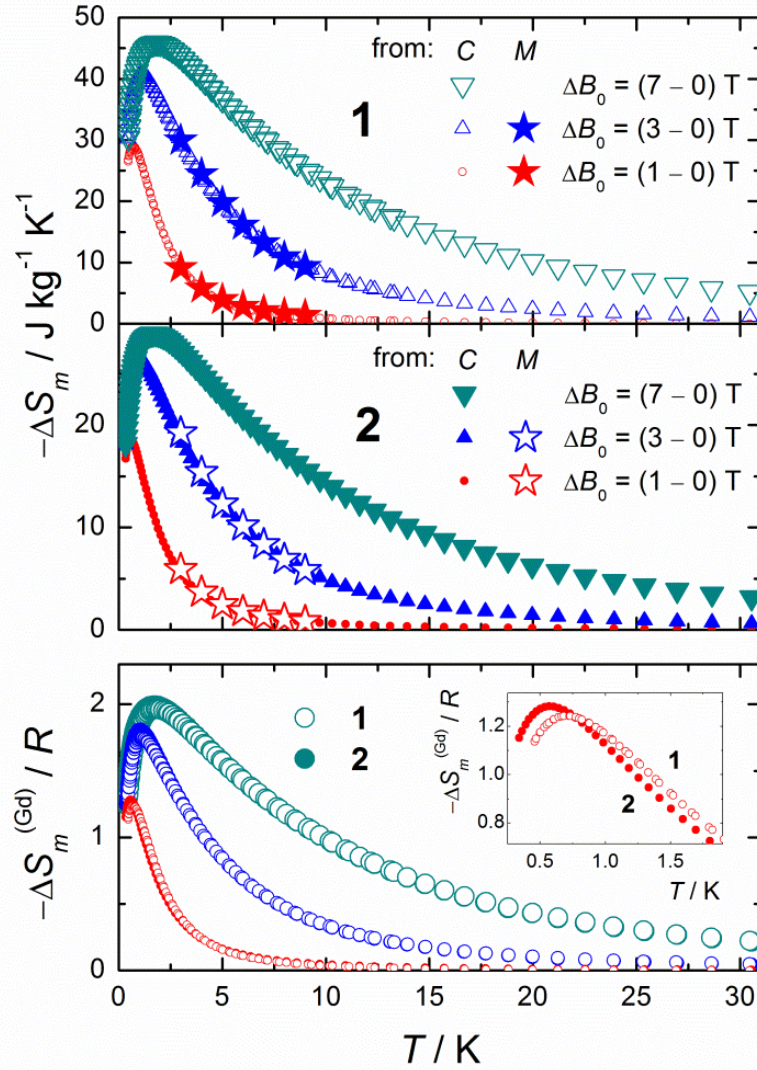 50
40
30
20
10
0
from: C M
ΔB₀ = (7 – 0) T
1 ΔB₀ = (3 – 0) T
ΔB₀ = (1 – 0) T
−ΔSₘ / J kg⁻¹ K⁻¹
20
10
0
from: C M
ΔB₀ = (7 – 0) T
2 ΔB₀ = (3 – 0) T
ΔB₀ = (1 – 0) T
−ΔSₘ⁽ᴳᵈ⁾ / R
2
1
0
1
2
−ΔSₘ⁽ᴳᵈ⁾ / R
1.2
1.0
0.8
1
2
0.5 1.0 1.5
T / K
0 5 10 15 20 25 30
T / K